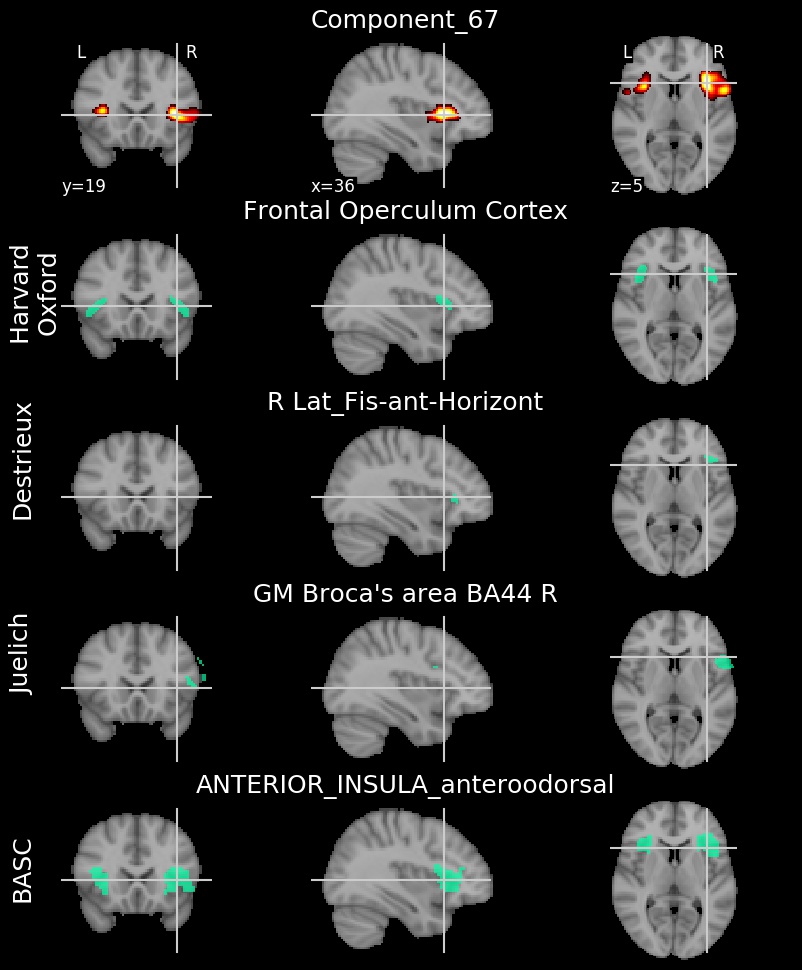 Component_67
L
R
L
R
y=19
x=36
z=5
Frontal Operculum Cortex
Harvard
Oxford
R Lat_Fis-ant-Horizont
Destrieux
GM Broca's area BA44 R
Juelich
ANTERIOR_INSULA_anteroodorsal
BASC